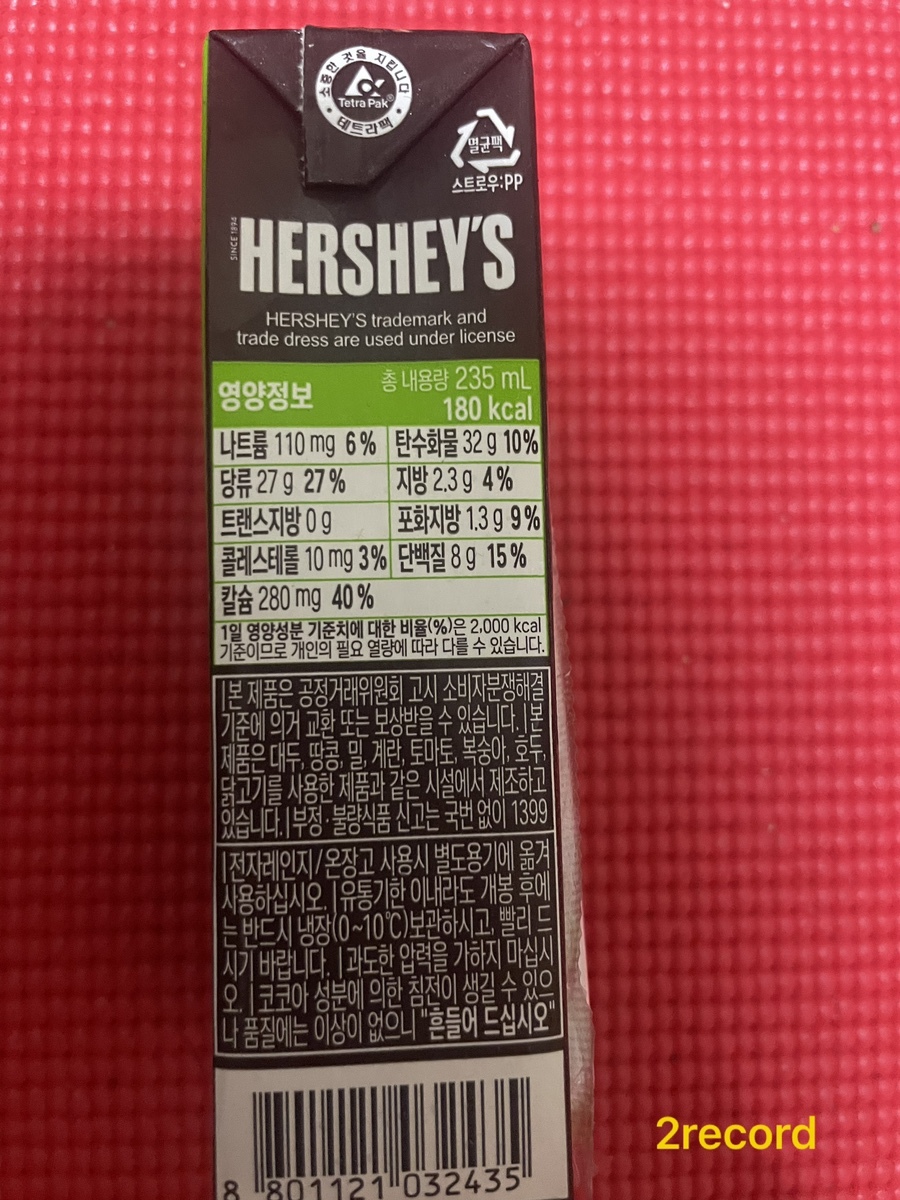 소중한 것을 지킵니다
Tetra Pak®
테트라팩
멸균팩
스트로우:PP
SINCE 1894
HERSHEY'S
HERSHEY'S trademark and
trade dress are used under license
영양정보 총 내용량 235 mL
180 kcal
나트륨 110 mg 6% 탄수화물 32 g 10%
당류 27 g 27% 지방 2.3 g 4%
트랜스지방 0 g 포화지방 1.3 g 9%
콜레스테롤 10 mg 3% 단백질 8 g 15%
칼슘 280 mg 40%
1일 영양성분 기준치에 대한 비율(%)은 2,000 kcal
기준이므로 개인의 필요 열량에 따라 다를 수 있습니다.
|본 제품은 공정거래위원회 고시 소비자분쟁해결
기준에 의거 교환 또는 보상받을 수 있습니다. |본
제품은 대두, 땅콩, 밀, 계란, 토마토, 복숭아, 호두,
닭고기를 사용한 제품과 같은 시설에서 제조하고
있습니다. |부정·불량식품 신고는 국번 없이 1399
|전자레인지/온장고 사용시 별도용기에 옮겨
사용하십시오. |유통기한 이내라도 개봉 후에
는 반드시 냉장(0~10℃)보관하시고, 빨리 드
시기 바랍니다. |과도한 압력을 가하지 마십시
오. |코코아 성분에 의한 침전이 생길 수 있으
나 품질에는 이상이 없으니 "흔들어 드십시오"
8 801121 032435
2record